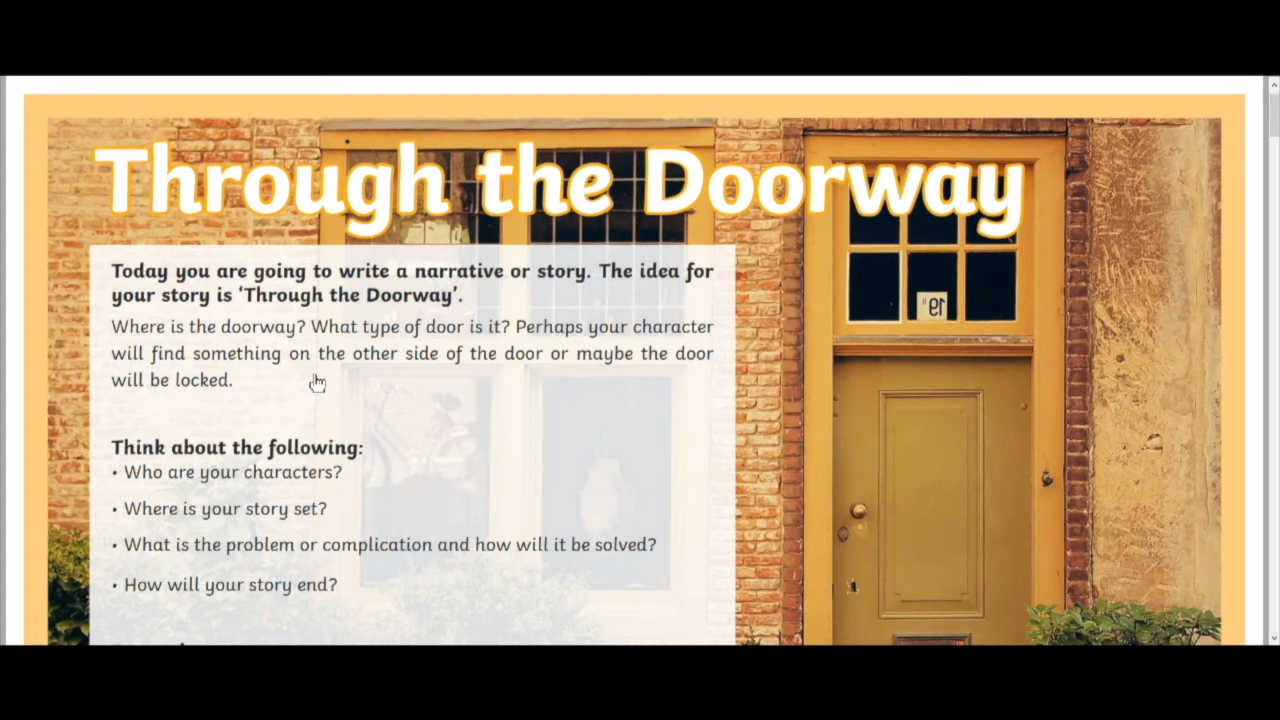 Through the Doorway
Today you are going to write a narrative or story. The idea for
your story is ‘Through the Doorway’.
Where is the doorway? What type of door is it? Perhaps your character
will find something on the other side of the door or maybe the door
will be locked.
Think about the following:
• Who are your characters?
• Where is your story set?
• What is the problem or complication and how will it be solved?
• How will your story end?
19"